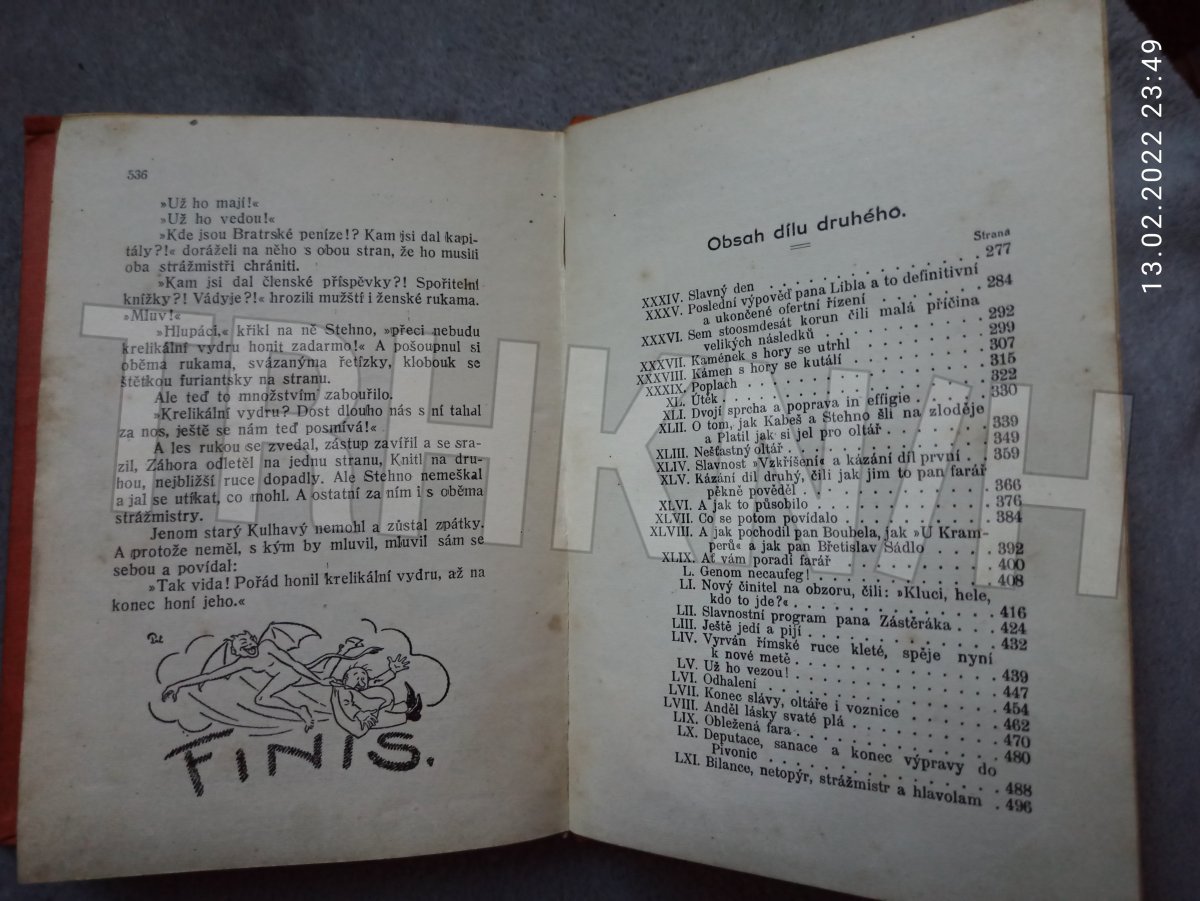 536
»Už ho mají!«
»Už ho vedou!«
»Kde jsou Bratrské peníze!? Kam jsi dal kapi-
tály?!« doráželi na něho s obou stran, že ho musili
oba strážmistři chrániti.
»Kam jsi dal členské příspěvky?! Spořitelní
knížky?! Vádyje?!« hrozili mužští i ženské rukama.
»Mluv!«
»Hlupáci,« křikl na ně Stehno, »přeci nebudu
krelikální vydru honit zadarmo!« A pošoupnul si
oběma rukama, svázanýma řetízky, klobouk se
štětkou furiantsky na stranu.
Ale teď to množstvím zabouřilo.
»Krelikální vydru? Dost dlouho nás s ní tahal
za nos, ještě se nám teď posmívá!«
A les rukou se zvedal, zástup zavířil a se sra-
zil, Záhora odletěl na jednu stranu, Knitl na dru-
hou, nejbližší ruce dopadly. Ale Stehno nemeškal
a jal se utíkat, co mohl. A ostatní za ním i s oběma
strážmistry.
Jenom starý Kulhavý nemohl a zůstal zpátky.
A protože neměl, s kým by mluvil, mluvil sám se
sebou a povídal:
»Tak vida! Pořád honil krelikální vydru, až na
konec honí jeho.«
FINIS.
Obsah dílu druhého.
Strana
XXXIV. Slavný den . . . . . . . . . . . 277
XXXV. Poslední výpověď pana Libla a to definitivní
a ukončené ofertní řízení . . . . . . 284
XXXVI. Sem stoosmdesát korun čili malá příčina
velikých následků . . . . . . . . 292
XXXVII. Kamének s hory se utrhl . . . . . . 299
XXXVIII. Kámen s hory se kutálí . . . . . . 307
XXXIX. Poplach . . . . . . . . . . . 315
XL. Útěk . . . . . . . . . . . . 322
XLI. Dvojí sprcha a poprava in effigie . . . . 330
XLII. O tom, jak Kabeš a Stehno šli na zloděje
a Platil jak si jel pro oltář . . . . . . 339
XLIII. Nešťastný oltář . . . . . . . . . 349
XLIV. Slavnost »Vzkříšení« a kázání díl první . . 359
XLV. Kázání díl druhý, čili jak jim to pan farář
pěkně pověděl . . . . . . . . . 366
XLVI. A jak to působilo . . . . . . . . 376
XLVII. Co se potom povídalo . . . . . . . 384
XLVIII. A jak pochodil pan Boubela, jak »U Kram-
perů« a jak pan Břetislav Sádlo . . . . 392
XLIX. Ať vám poradí farář . . . . . . . 400
L. Genom necaufeg! . . . . . . . . 408
LI. Nový činitel na obzoru, čili: »Kluci, hele,
kdo to jde?« . . . . . . . . . . 416
LII. Slavnostní program pana Zástěráka . . . 424
LIII. Ještě jedí a pijí . . . . . . . . . 432
LIV. Vyrván římské ruce kleté, spěje nyní
k nové metě . . . . . . . . . . 439
LV. Už ho vezou! . . . . . . . . . . 447
LVI. Odhalení . . . . . . . . . . . 454
LVII. Konec slávy, oltáře i voznice . . . . . 462
LVIII. Anděl lásky svaté plá . . . . . . . 470
LIX. Obležená fara . . . . . . . . . . 480
LX. Deputace, sanace a konec výpravy do
Pivonic . . . . . . . . . . . 488
LXI. Bilance, netopýr, strážmistr a hlavolam . 496
13.02.2022 23:49